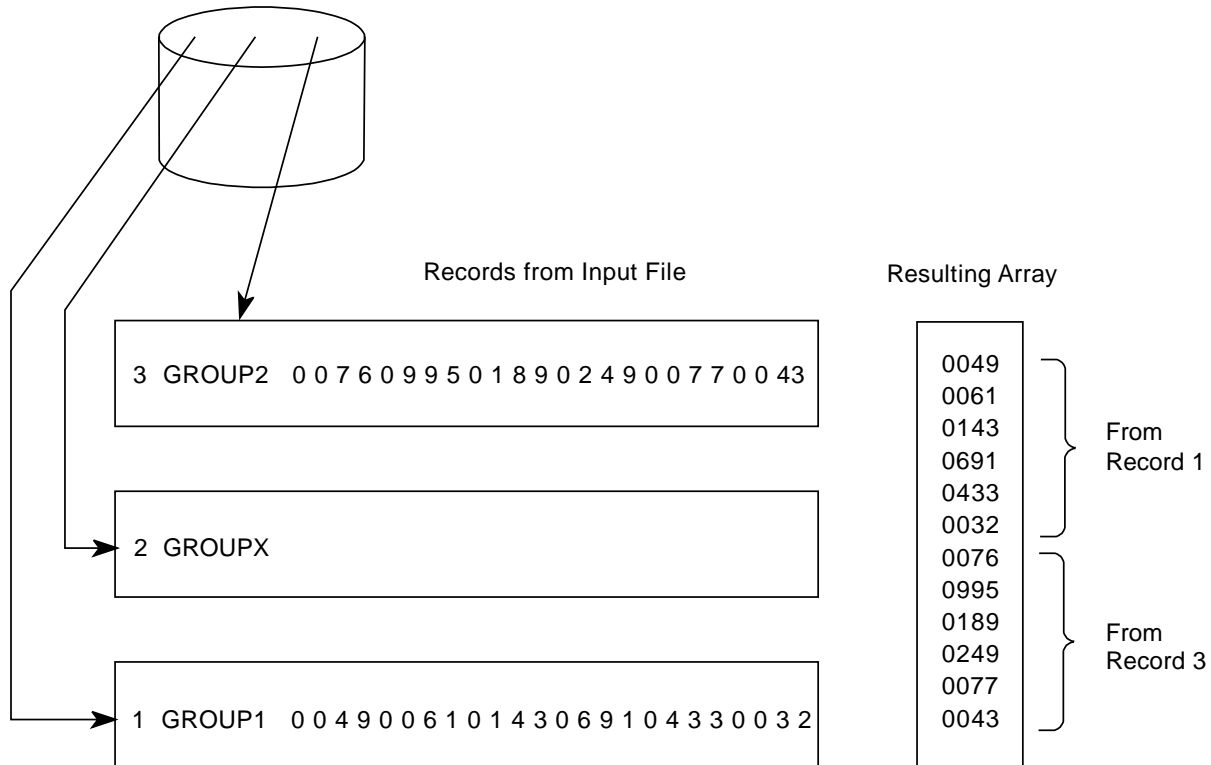 Records from Input File
Resulting Array
3 GROUP2 0 0 7 6 0 9 9 5 0 1 8 9 0 2 4 9 0 0 7 7 0 0 43
2 GROUPX
1 GROUP1 0 0 4 9 0 0 6 1 0 1 4 3 0 6 9 1 0 4 3 3 0 0 3 2
0049
0061
0143
0691
0433
0032
0076
0995
0189
0249
0077
0043
From
Record 1
From
Record 3